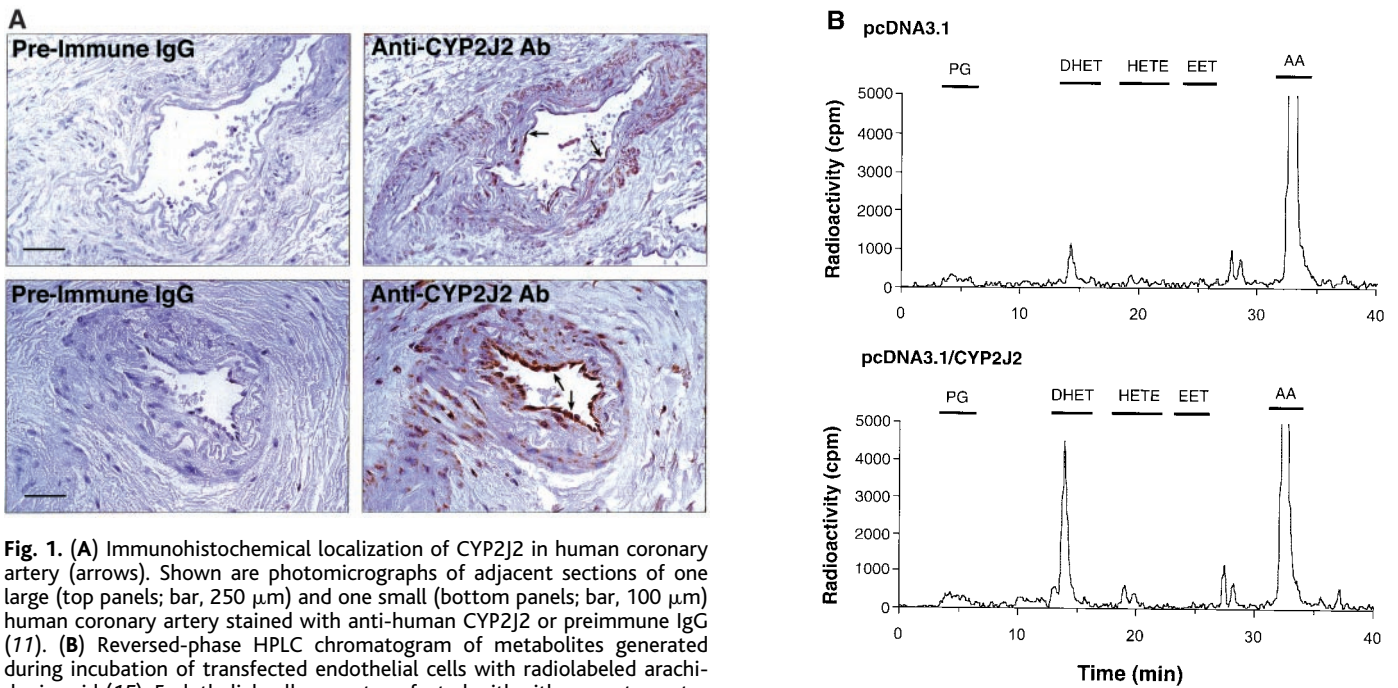 A
Pre-Immune IgG
Anti-CYP2J2 Ab
Pre-Immune IgG
Anti-CYP2J2 Ab
Fig. 1. (A) Immunohistochemical localization of CYP2J2 in human coronary
artery (arrows). Shown are photomicrographs of adjacent sections of one
large (top panels; bar, 250 μm) and one small (bottom panels; bar, 100 μm)
human coronary artery stained with anti-human CYP2J2 or preimmune IgG
(11). (B) Reversed-phase HPLC chromatogram of metabolites generated
during incubation of transfected endothelial cells with radiolabeled arachi-
B
pcDNA3.1
PG DHET HETE EET AA
Radioactivity (cpm)
5000
4000
3000
2000
1000
0
0 10 20 30 40
pcDNA3.1/CYP2J2
PG DHET HETE EET AA
Radioactivity (cpm)
5000
4000
3000
2000
1000
0
0 10 20 30 40
Time (min)